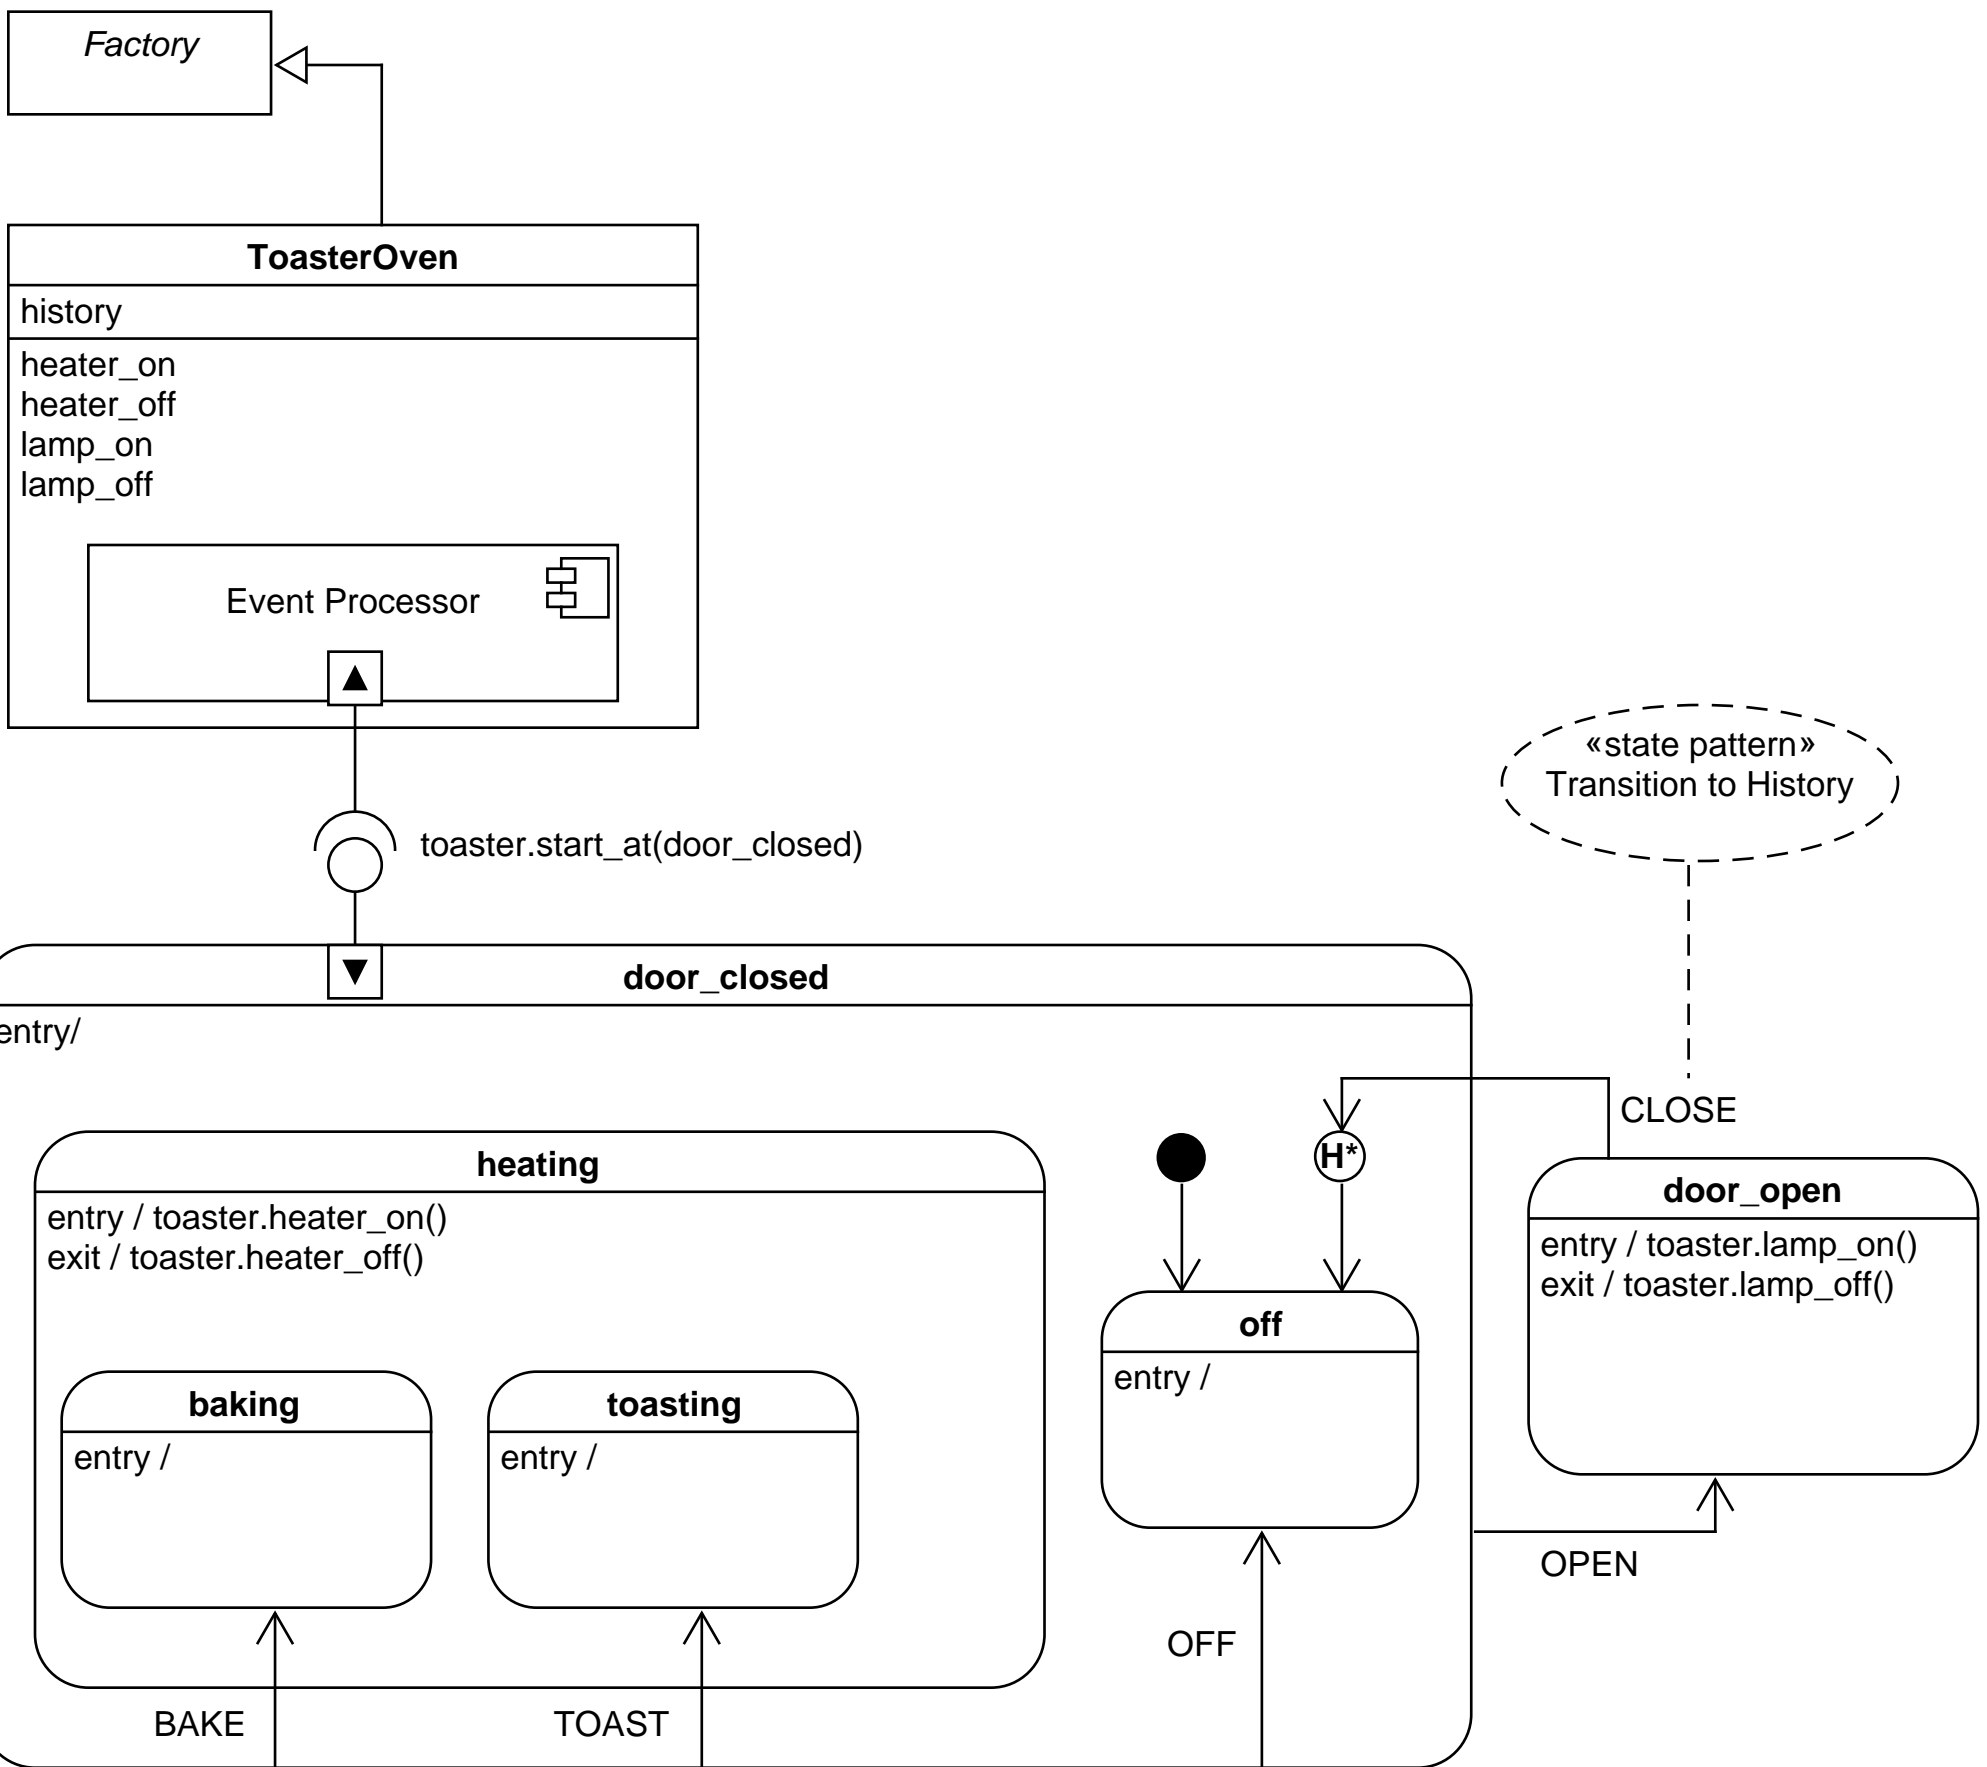 Factory
ToasterOven
history
heater_on
heater_off
lamp_on
lamp_off
Event Processor
«state pattern»
Transition to History
toaster.start_at(door_closed)
door_closed
entry/
CLOSE
heating
H*
door_open
entry / toaster.heater_on()
exit / toaster.heater_off()
entry / toaster.lamp_on()
exit / toaster.lamp_off()
off
entry /
baking
entry /
toasting
entry /
OPEN
OFF
BAKE
TOAST